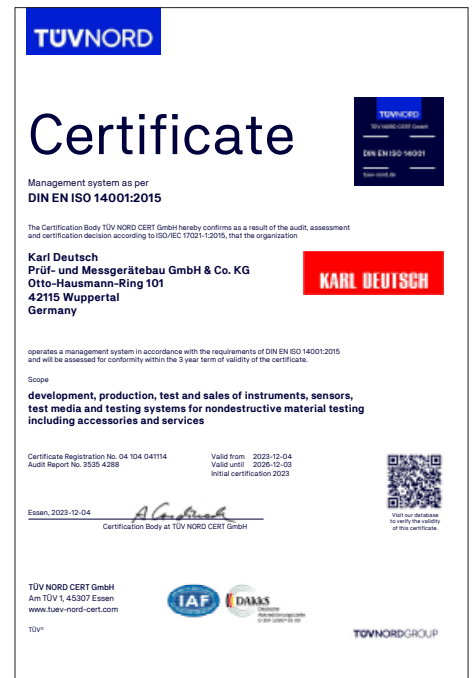 TÜVNORD
Certificate
TÜVNORD
TÜV NORD CERT GmbH
DIN EN ISO 14001
tuev-nord.de
Management system as per
DIN EN ISO 14001:2015
The Certification Body TÜV NORD CERT GmbH hereby confirms as a result of the audit, assessment
and certification decision according to ISO/IEC 17021-1:2015, that the organization
Karl Deutsch
Prüf- und Messgerätebau GmbH & Co. KG
Otto-Hausmann-Ring 101
42115 Wuppertal
Germany
KARL DEUTSCH
operates a management system in accordance with the requirements of DIN EN ISO 14001:2015
and will be assessed for conformity within the 3 year term of validity of the certificate.
Scope
development, production, test and sales of instruments, sensors,
test media and testing systems for nondestructive material testing
including accessories and services
Certificate Registration No. 04 104 041114
Audit Report No. 3535 4288
Valid from 2023-12-04
Valid until 2026-12-03
Initial certification 2023
Essen, 2023-12-04
Certification Body at TÜV NORD CERT GmbH
Visit our database
to verify the validity
of this certificate.
TÜV NORD CERT GmbH
Am TÜV 1, 45307 Essen
www.tuev-nord-cert.com
TÜV®
IAF
DAkkS
Deutsche
Akkreditierungsstelle
TÜVNORDGROUP